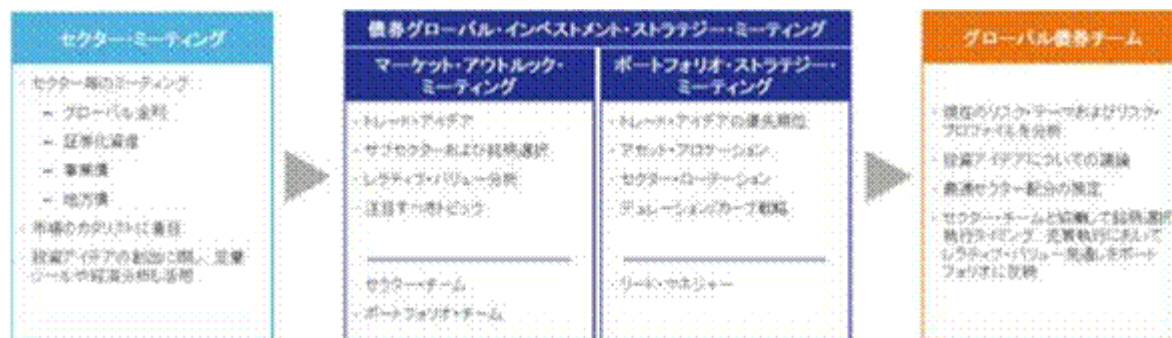 セクター・ミーティング
・セクター毎のミーティング
– グローバル金利
– 証券化資産
– 事業債
– 地方債
・市場のカタリストに着目
・投資アイデアの創出に際し、定量
ツールや経済分析も活用
債券グローバル・インベストメント・ストラテジー・ミーティング
マーケット・アウトルック・
ミーティング
・トレード・アイデア
・サブセクターおよび銘柄選択
・レラティブ・バリュー分析
・注目すべきトピック
・セクター・チーム
・ポートフォリオ・チーム
ポートフォリオ・ストラテジー・
ミーティング
・トレード・アイデアの優先順位
・アセット・アロケーション
・セクター・ローテーション
・デュレーション/カーブ戦略
・リード・マネジャー
グローバル債券チーム
・現在のリスク・テーマおよびリスク・
プロファイルを分析
・投資アイデアについての議論
・最適セクター配分の策定
・セクター・チームと協働して銘柄選択、
執行タイミング、売買執行において
レラティブ・バリュー見通しをポート
フォリオに反映